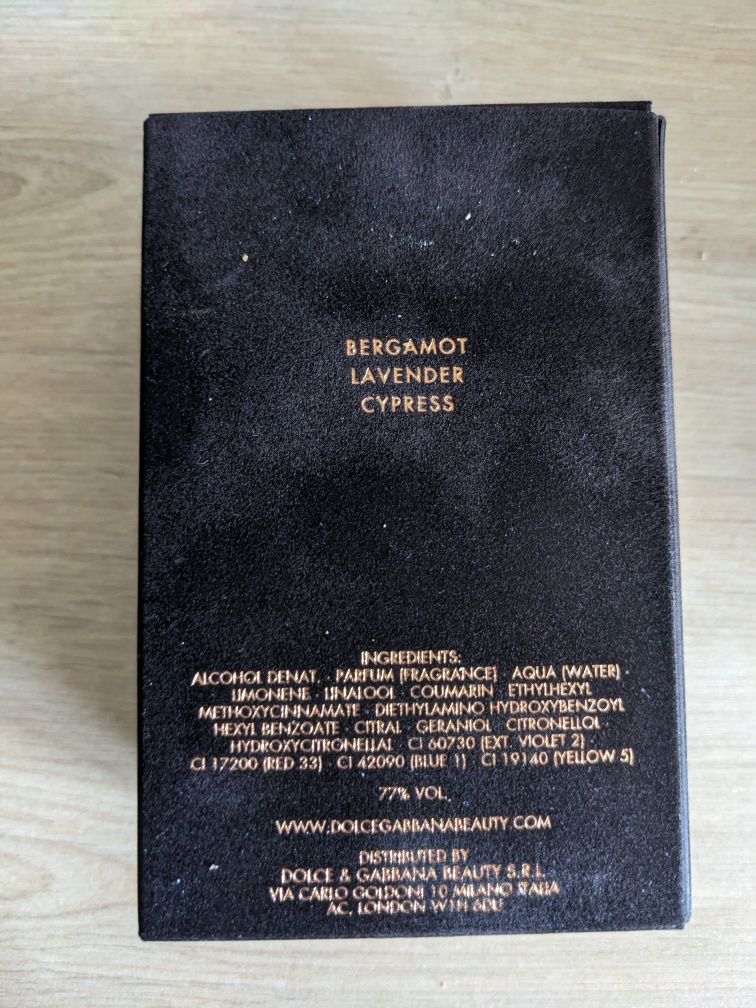 BERGAMOT
LAVENDER
CYPRESS
INGREDIENTS:
ALCOHOL DENAT. · PARFUM (FRAGRANCE) · AQUA (WATER) ·
LIMONENE · LINALOOL · COUMARIN · ETHYLHEXYL
METHOXYCINNAMATE · DIETHYLAMINO HYDROXYBENZOYL
HEXYL BENZOATE · CITRAL · GERANIOL · CITRONELLOL ·
HYDROXYCITRONELLAL · CI 60730 (EXT. VIOLET 2) ·
CI 17200 (RED 33) · CI 42090 (BLUE 1) · CI 19140 (YELLOW 5)
77% VOL.
WWW.DOLCEGABBANABEAUTY.COM
DISTRIBUTED BY
DOLCE & GABBANA BEAUTY S.R.L.
VIA CARLO GOLDONI 10 MILANO ITALIA
AC. LONDON W1H 6DU